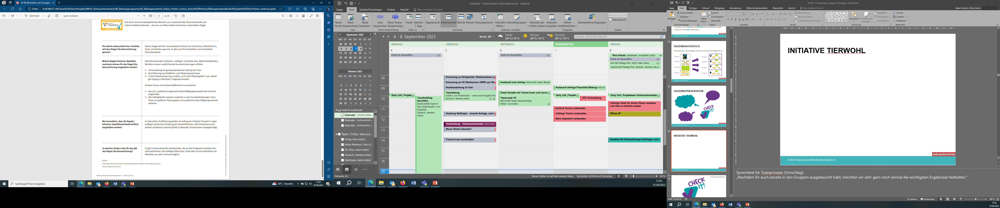 23-09-08_Arbeits und Lösungsbl
Datei
V:/KOM/ST-VB/Team%20intern/Projekte/BMJV_Verbraucherchecker/08_Bildungsprogramm/02_Bildungsmaterial_Videos_Poster_Comics_Action%20Planner/Bildungsmaterialien%20Update%20TAU/Arbeits-undLösungsbl...
Zeichnen
Laut vorlesen
8 von 8
INITIATIVE TIERWOHL
Das ist ein branchenübergreifendes Bündnis aus Landwirtschaft, Fleischwirtschaft und
Lebensmitteleinzelhandel – also ein von Wirtschaftsunternehmen entwickeltes Siegel.
Für welche Lebensmittel bzw. Produkte
wird das Siegel/die Kennzeichnung
genutzt?
Dieses Siegel wird für unverarbeitetes Fleisch von Schweinen, Masthühnern,
Puten und Rindern genutzt. Es gilt auch für bearbeitete und verarbeitete
Fleischprodukte.
Welche Regeln/Kriterien/Qualitäts-
merkmale müssen für das Siegel/die
Kennzeichnung eingehalten werden?
Alle teilnehmenden Schweine-, Geflügel- und Rinder bzw. Milchviehhaltenden-
Betriebe müssen verpflichtende Grundanforderungen erfüllen:
• Sicherstellung der gesetzeskonformen Haltung der Tiere
• Durchführung von Stallklima- und Tränkewasserchecks
• In der Schweinemast muss zudem „10 % mehr Platzangebot“ und „ständi-
ger Zugang zu Raufutter“ umgesetzt werden.
Darüber hinaus sind weitere Maßnahmen umzusetzen:
• wie z.B. zusätzliches organisches Beschäftigungsmaterial oder Scheuer-
möglichkeit
• Alle Geflügelhalter müssen zusätzlich zu den Grundanforderungen ihren
Tieren ein größeres Platzangebot und zusätzliches Beschäftigungsmaterial
anbieten.
Wer kontrolliert, dass die Regeln/
Kriterien/ Qualitätsmerkmale wirklich
eingehalten werden?
Es überprüfen Zertifizierungsstellen im Auftrag der Initiative Tierwohl in regel-
mäßigen Audits die Einhaltung der Tierwohlkriterien. Alle Teilnehmerinnen
werden mindestens zweimal jährlich überprüft, einmal davon unangekündigt.
In welchen Ländern oder für wen gilt
das Siegel/die Kennzeichnung?
Es gilt in Deutschland für alle Betriebe, die an dem Programm Initiative Tier-
wohl teilnehmen. Bei Geflügel (Hähnchen, Pute) aber ist eine Teilnahme von
Betrieben aus dem Ausland möglich.
Quellen
https://initiative-tierwohl.de/
Verbraucherzentrale Bundesverband e.V. – Stand: Juli 2023
Suchbegriff hier eingeben
29°C Bewölkt
17:05
07.09.2023
Kalender - Doerte.Adam-Gutsch@vzbv.de - Outlook
Datei Start Senden/Empfangen Ordner Ansicht Was möchten Sie tun?
Neuer Termin
Neue Besprechung
Neue Elemente
Jetzt besprechen
Neue Teams-Besprechung
Heute
Nächste 7 Tage
Tagesansicht Arbeitswoche Woche Monat Planungsansicht
Kalender öffnen
Kalendergruppen
Kalender per E-Mail senden
Kalender freigeben
Online veröffentlichen
Kalenderberechtigungen
Personen suchen
Adressbuch
Neu Teams-Besprechung Gehe zu Anordnen Kalender verwalten Freigeben Suchen
September 2023
MO DI MI DO FR SA SO
28 29 30 31 1 2 3
4 5 6 7 8 9 10
11 12 13 14 15 16 17
18 19 20 21 22 23 24
25 26 27 28 29 30
Oktober 2023
MO DI MI DO FR SA SO
1
2 3 4 5 6 7 8
9 10 11 12 13 14 15
16 17 18 19 20 21 22
23 24 25 26 27 28 29
30 31 1 2 3 4 5
Meine Kalender
Kalender - Doerte.Adam...
Kalender - Verbraucherb...
Kalender - Verbraucherc...
Team: Fricke, Vera (vz...
Fricke, Vera (vzbv)
Bohn-Petersen, Cara (v...
De Vries, Anne (vzbv)
Gerasch, Jannina (vzbv)
Hartmann, Janin (vzbv)
4 - 8. September 2023
Berlin, BE
Heute 29°C/15°C
Morgen 29°C/15°C
Samstag 30°C/14°C
Kalender durchsuchen (Strg+E)
MONTAG DIENSTAG MITTWOCH DONNERSTAG FREITAG
4 5 6 7 8
Dörte im Homeoffice
Dörte im Homeoffice
Pina Urlaub; Lindemann, Josephine (vzbv)
Dörte im Homeoffice
AW hat freitags frei; Wolf, Anke (vzbv)
Jannina hat freitags frei; Gerasch, Jannina (vzl
08
09
10
11
12
13
14
15
16
17
Daily Call | Projekt
Teambuilding
Kanufahrt
Bootsverleih Oase in
der Lindenstraße 1A in
Köpenick
Gerasch, Jannina
(vzbv)
Erinnerung an Königslutter (Niedersachsen) p
Erinnerung an HS Oberbarmen (NRW) per Ma
Nachbearbeitung LK Fobi
Teamsitzung
Konfi 4. OG Friedrichstr. - wenn nicht möglich MS
Gerasch, Jannina (vzbv)
Hamburg Stellingen - erneute Anfrage, auch
Vorbereitung - Verbraucherchecker; Microsoft
Memo Markt Indersdorf
Trainer:innen anschreiben
Austausch zum Antrag; Microsoft Teams-Bespr
Check Kontakt mit Trainer:innen und Lerno
Teamrunde VC
Microsoft Teams-Besprechung
Meier, Lisa (vzbv)
Austausch Anfrage Finanzielle Bildung; Micros
Daily Call | Projekt
JVD-Vorbereitung
Herford-Termin vorbereiten
Joblinge-Termin vorbereiten
Mark Indersdorf vorbereiten
Daily Call | Projektteam Verbraucherchecke
InDesign-Datei für Action Planer anpassen
und alles an tellwerk senden
DRuck AP
Deadline für Rückmeldungen Stellingen und L
Elemente: 29
Dieser Ordner ist auf dem neusten Stand. Verbunden mit Microsoft Exchange
90 %
17:05
07.09.2023
23-05-11_Präsentation_Siegel und Energie - PowerPoint
Datei Start Einfügen Entwurf Übergänge Animationen Bildschirmpräsentation Überprüfen Ansicht Was möchten Sie tun?
Adam-Gutsch, Dörte (vzbv)
Einfügen
Ausschneiden
Kopieren
Format übertragen
Neue Folie
Layout
Zurücksetzen
Abschnitt
Textrichtung
Text ausrichten
In SmartArt konvertieren
Anordnen
Schnellformat-vorlagen
Fülleffekt
Formkontur
Formeffekte
Suchen
Ersetzen
Markieren
Zwischenablage Folien Schriftart Absatz Zeichnung Bearbeiten
14
ERGEBNISAUSTAUSCH
15
ERGEBNISPRÄSENTATION
CHECK IT!
16
INITIATIVE TIERWOHL
17
CHECK IT!
INITIATIVE TIERWOHL
verbraucherzentrale
© 2023 Verbraucherzentrale Bundesverband e.V.
Sprechtext für Trainer:innen (Vorschlag):
„Nachdem ihr euch bereits in den Gruppen ausgetauscht habt, möchten wir sehr gern noch einmal die wichtigsten Ergebnisse festhalten.“
Folie 16 von 43
Notizen Kommentare
106 %
17:05
07.09.2023